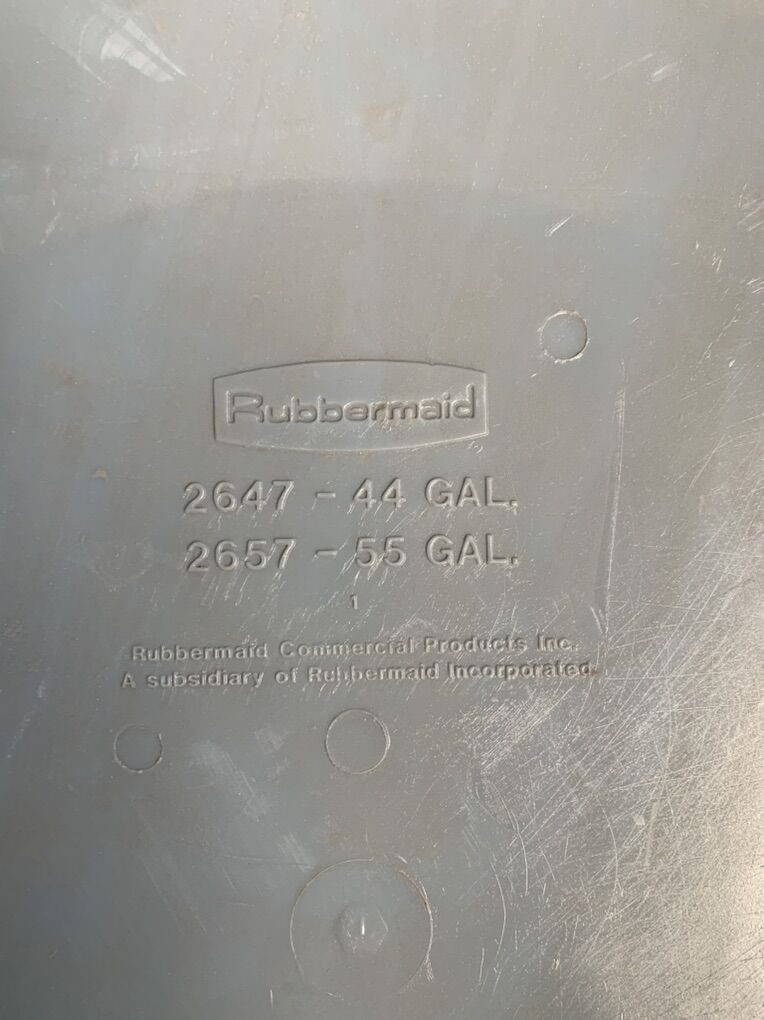 Rubbermaid
2647 - 44 GAL.
2657 - 55 GAL.
1
Rubbermaid Commercial Products Inc.
A subsidiary of Rubbermaid Incorporated.